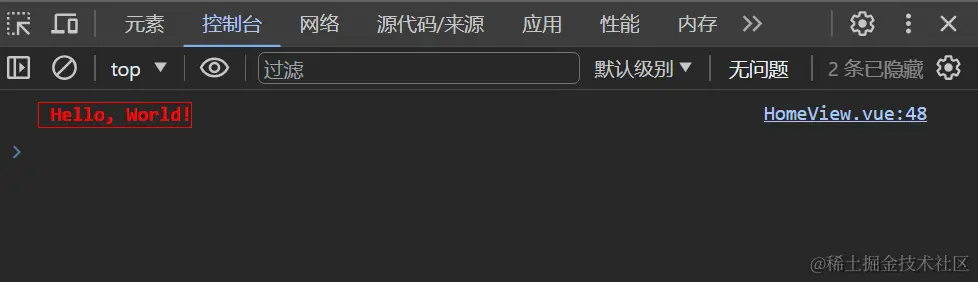 元素 控制台 网络 源代码/来源 应用 性能 内存
top 过滤 默认级别 无问题 2 条已隐藏
Hello, World! HomeView.vue:48
@稀土掘金技术社区